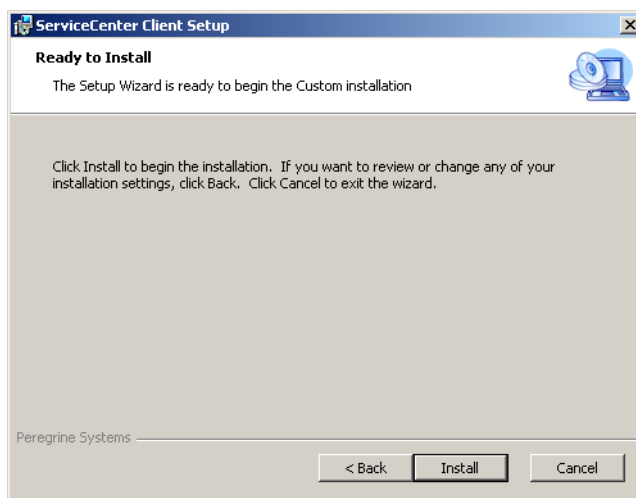 ServiceCenter Client Setup
Ready to Install
The Setup Wizard is ready to begin the Custom installation
Click Install to begin the installation.  If you want to review or change any of your
installation settings, click Back.  Click Cancel to exit the wizard.
Peregrine Systems
< Back Install Cancel